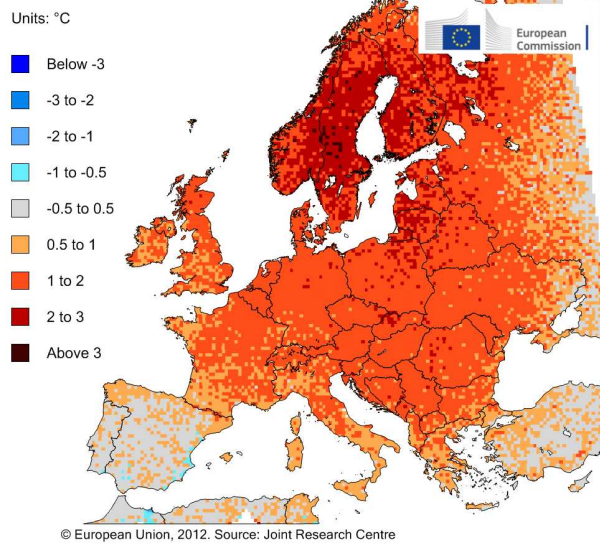 Units: °C
European
Commission
Below -3
-3 to -2
-2 to -1
-1 to -0.5
-0.5 to 0.5
0.5 to 1
1 to 2
2 to 3
Above 3
© European Union, 2012. Source: Joint Research Centre